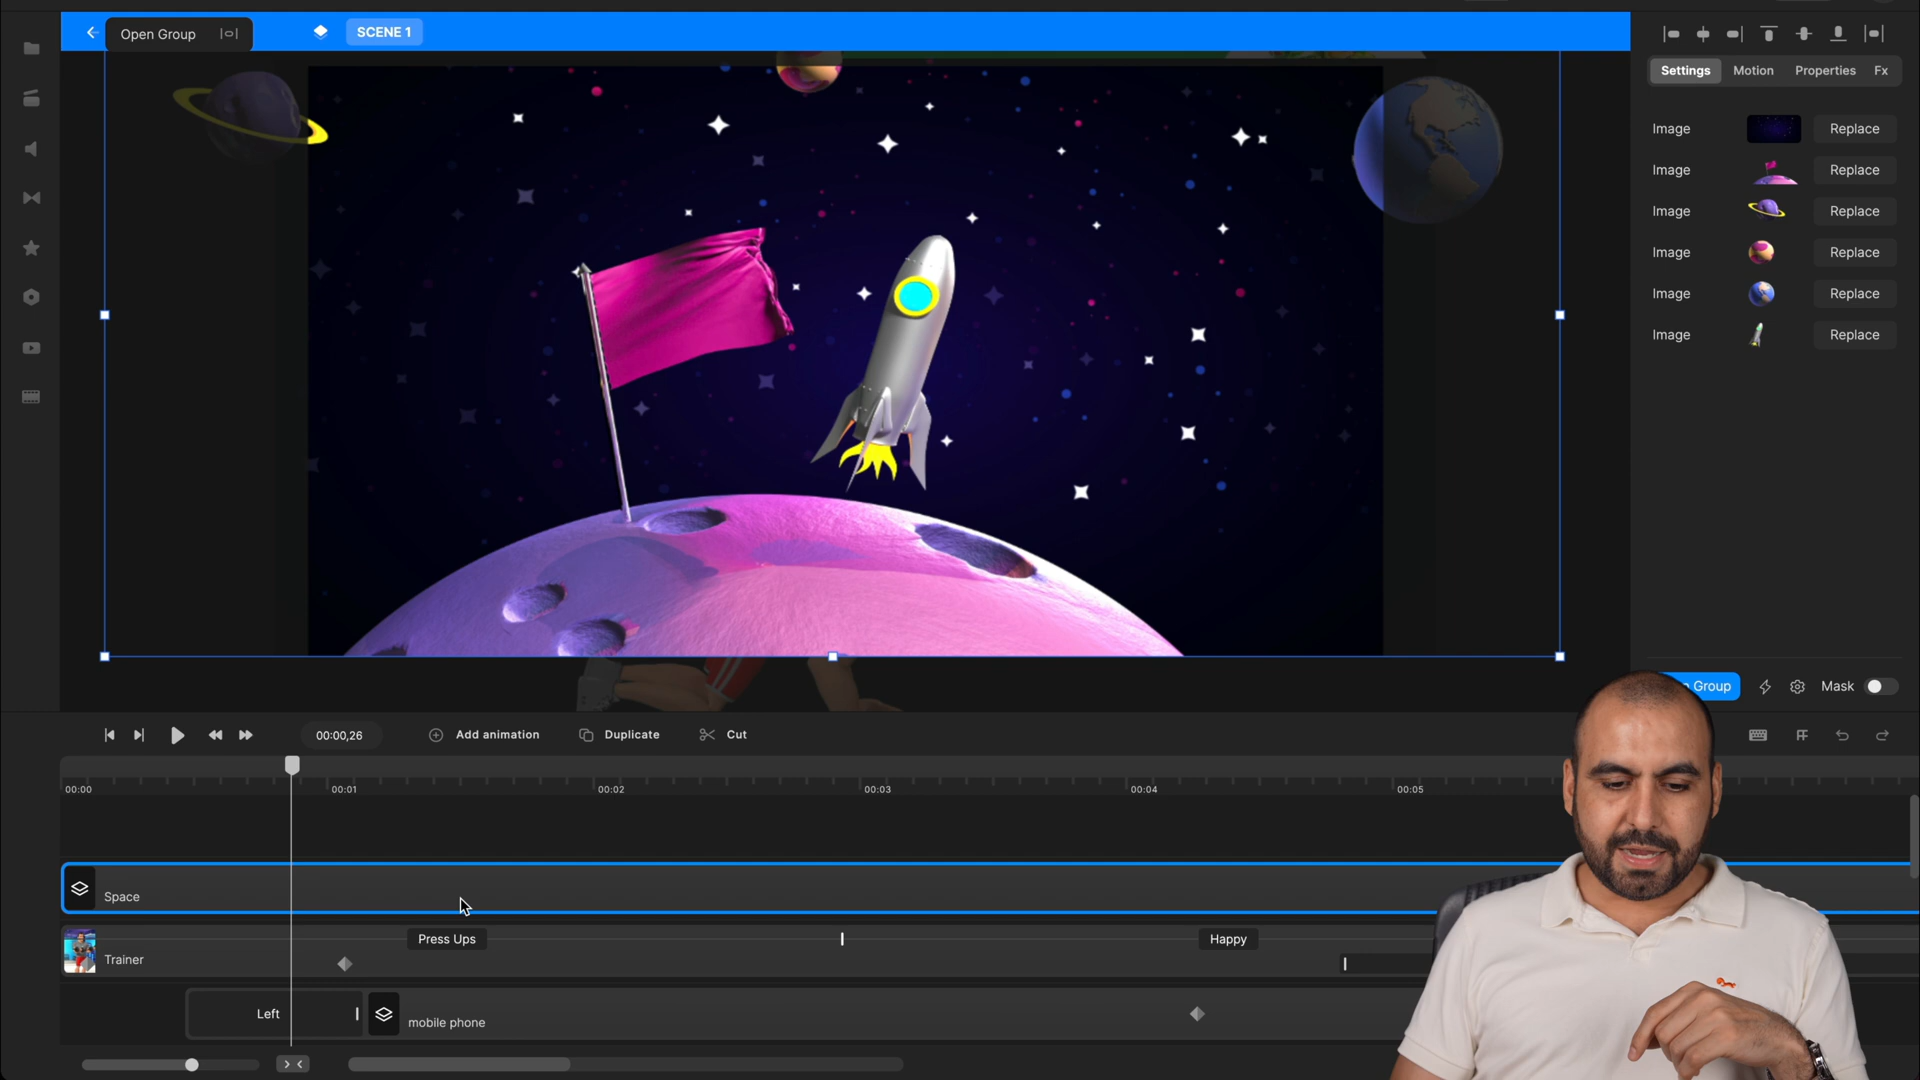 Open Group
SCENE 1
Settings
Motion
Properties
Fx
Image
Replace
Image
Replace
Image
Replace
Image
Replace
Image
Replace
Image
Replace
Group
Mask
00:00,26
Add animation
Duplicate
Cut
00:00
00:01
00:02
00:03
00:04
00:05
Space
Trainer
Press Ups
Happy
Left
mobile phone